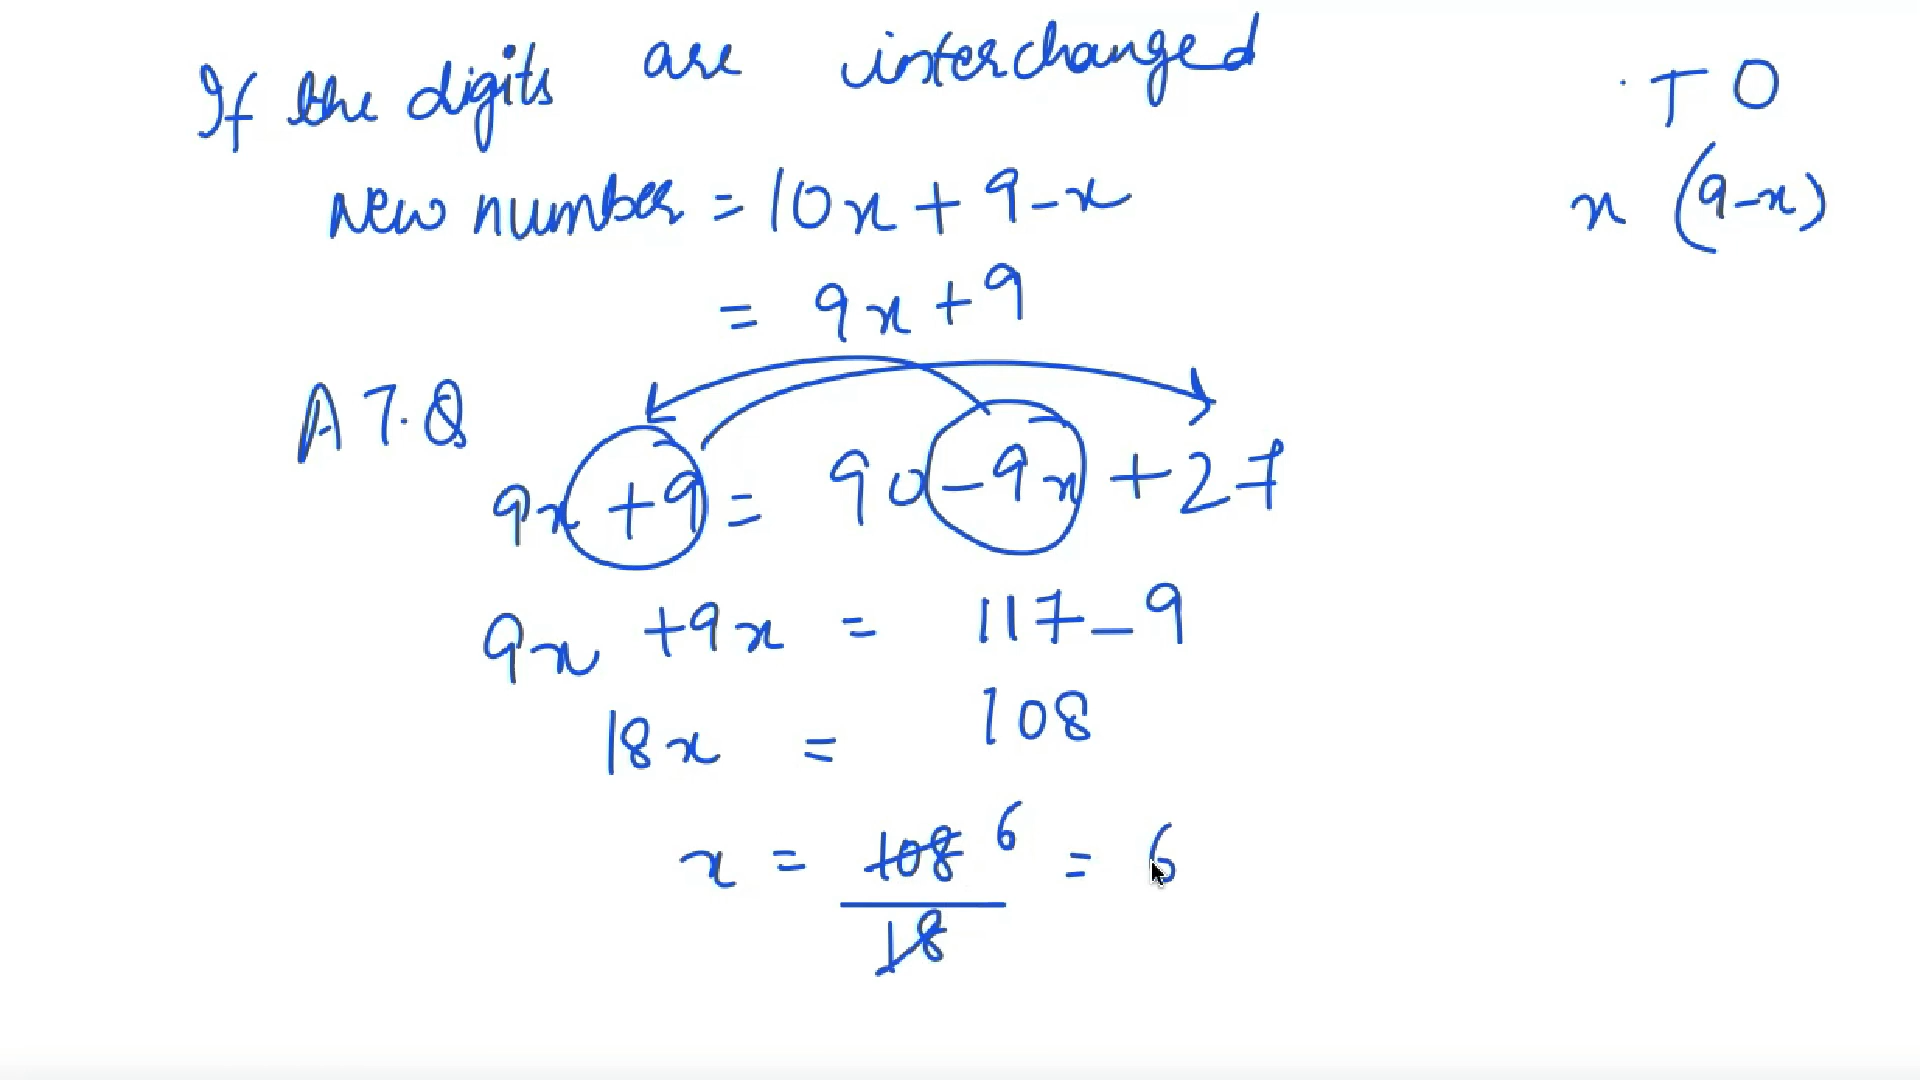 If the digits are interchanged
T O
New number = 10x + 9 - x
x (9-x)
= 9x + 9
A T.Q
9x + 9 = 90 - 9x + 27
9x + 9x = 117 - 9
18x = 108
x = 108 6 = 6
18